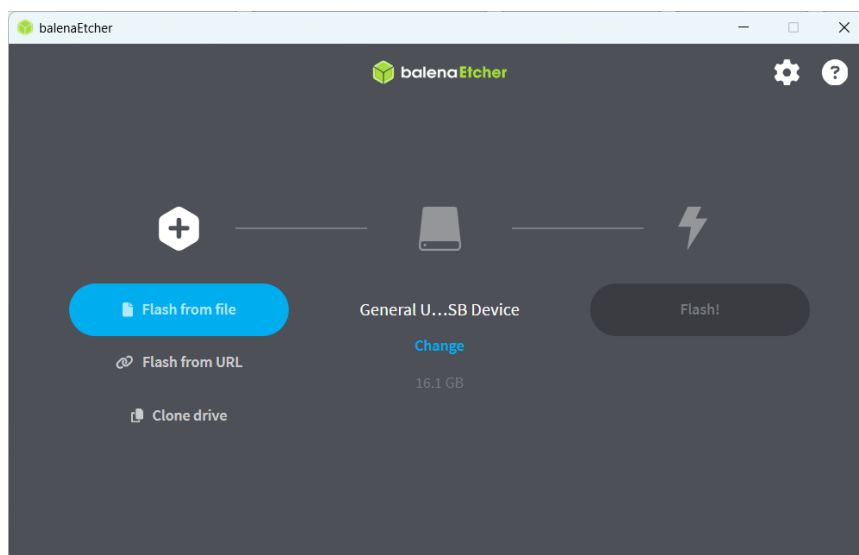 balenaEtcher
balenaEtcher
Flash from file
Flash from URL
Clone drive
General U...SB Device
Change
16.1 GB
Flash!